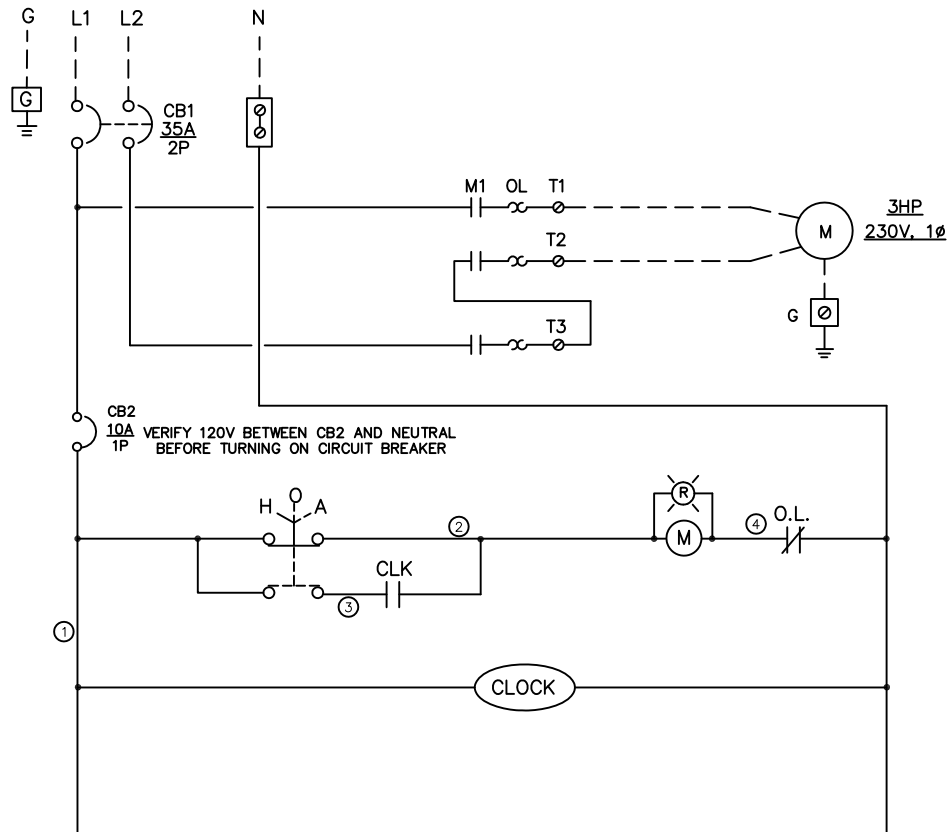 G L1 L2 N
G
CB1
35A
2P
M1 OL T1
T2
T3
M
3HP
230V, 1ø
G
CB2
10A
1P
VERIFY 120V BETWEEN CB2 AND NEUTRAL
BEFORE TURNING ON CIRCUIT BREAKER
H O A
2
R
M
4
O.L.
CLK
3
1
CLOCK